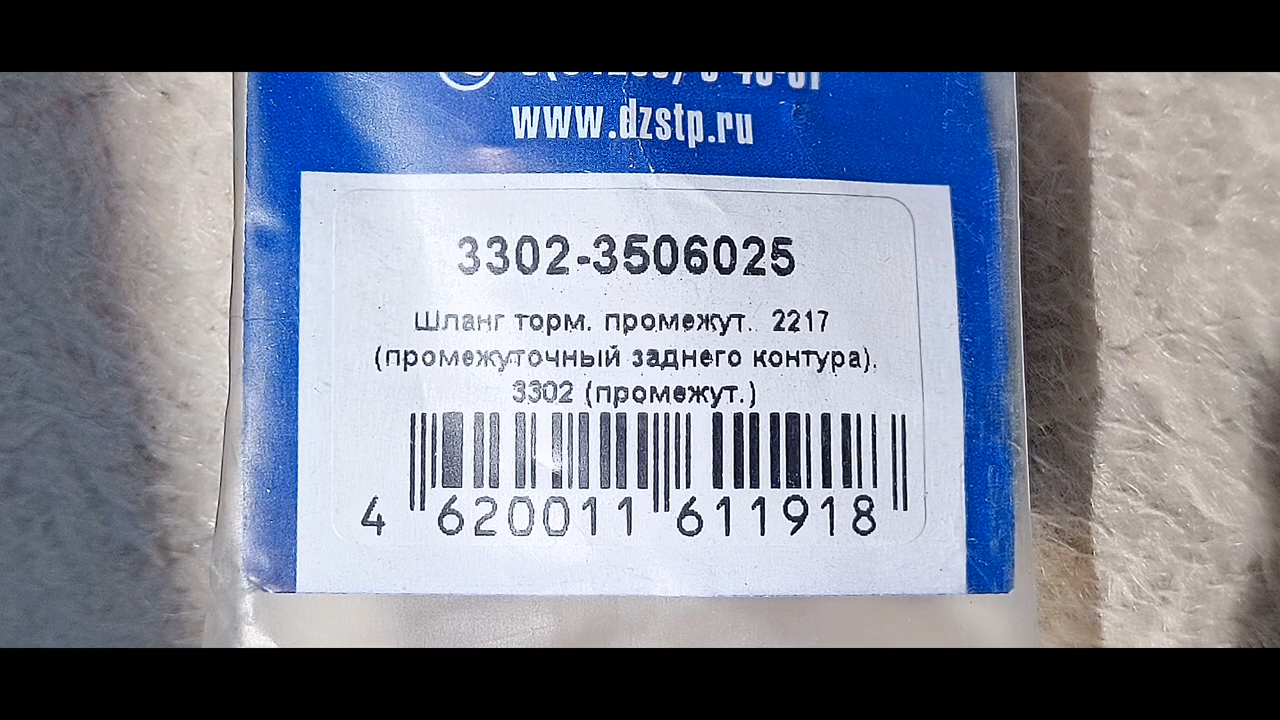 www.dzstp.ru
3302-3506025
Шланг торм. промежут.. 2217
(промежуточный заднего контура).
3302 (промежут.)
4 620011 611918